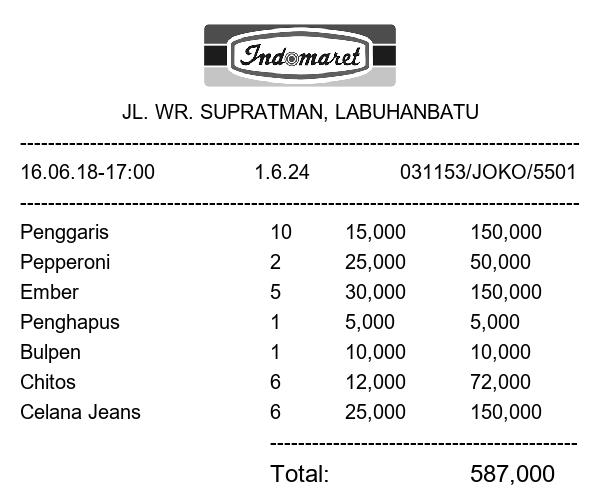 Indomaret
JL. WR. SUPRATMAN, LABUHANBATU
--------------------------------------------------------------------------------
16.06.18-17:00 1.6.24 031153/JOKO/5501
--------------------------------------------------------------------------------
Penggaris 10 15,000 150,000
Pepperoni 2 25,000 50,000
Ember 5 30,000 150,000
Penghapus 1 5,000 5,000
Bulpen 1 10,000 10,000
Chitos 6 12,000 72,000
Celana Jeans 6 25,000 150,000
--------------------------------------------
Total: 587,000